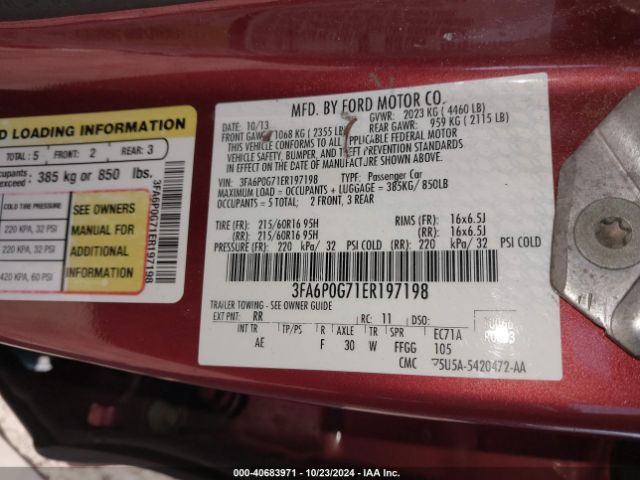 D LOADING INFORMATION
TOTAL: 5 FRONT: 2 REAR: 3
cupants
exceed: 385 kg or 850 lbs.
COLD TIRE PRESSURE
220 KPA, 32 PSI
220 KPA, 32 PSI
420 KPA, 60 PSI
SEE OWNERS
MANUAL FOR
ADDITIONAL
INFORMATION
3FA6P0G71ER197198
MFD. BY FORD MOTOR CO.
DATE: 10/13 GVWR: 2023 KG ( 4460 LB)
FRONT GAWR: 1068 KG ( 2355 LB) REAR GAWR: 959 KG ( 2115 LB)
THIS VEHICLE CONFORMS TO ALL APPLICABLE FEDERAL MOTOR
VEHICLE SAFETY, BUMPER, AND THEFT PREVENTION STANDARDS
IN EFFECT ON THE DATE OF MANUFACTURE SHOWN ABOVE.
VIN: 3FA6P0G71ER197198 TYPE: Passenger Car
MAXIMUM LOAD = OCCUPANTS + LUGGAGE = 385KG/ 850LB
OCCUPANTS = 5 TOTAL; 2 FRONT, 3 REAR
TIRE (FR): 215/60R16 95H RIMS (FR): 16x6.5J
(RR): 215/60R16 95H (RR): 16x6.5J
PRESSURE (FR): 220 kPa/ 32 PSI COLD (RR): 220 kPa/ 32 PSI COLD
3FA6P0G71ER197198
TRAILER TOWING - SEE OWNER GUIDE
EXT PNT: RR RC: 11 DSO:
INT TR TP/PS R AXLE TR SPR EC71A
AE F 30 W FFGG 105
CMC 5U5A-5420472-AA
000-40683971 - 10/23/2024 - IAA Inc.